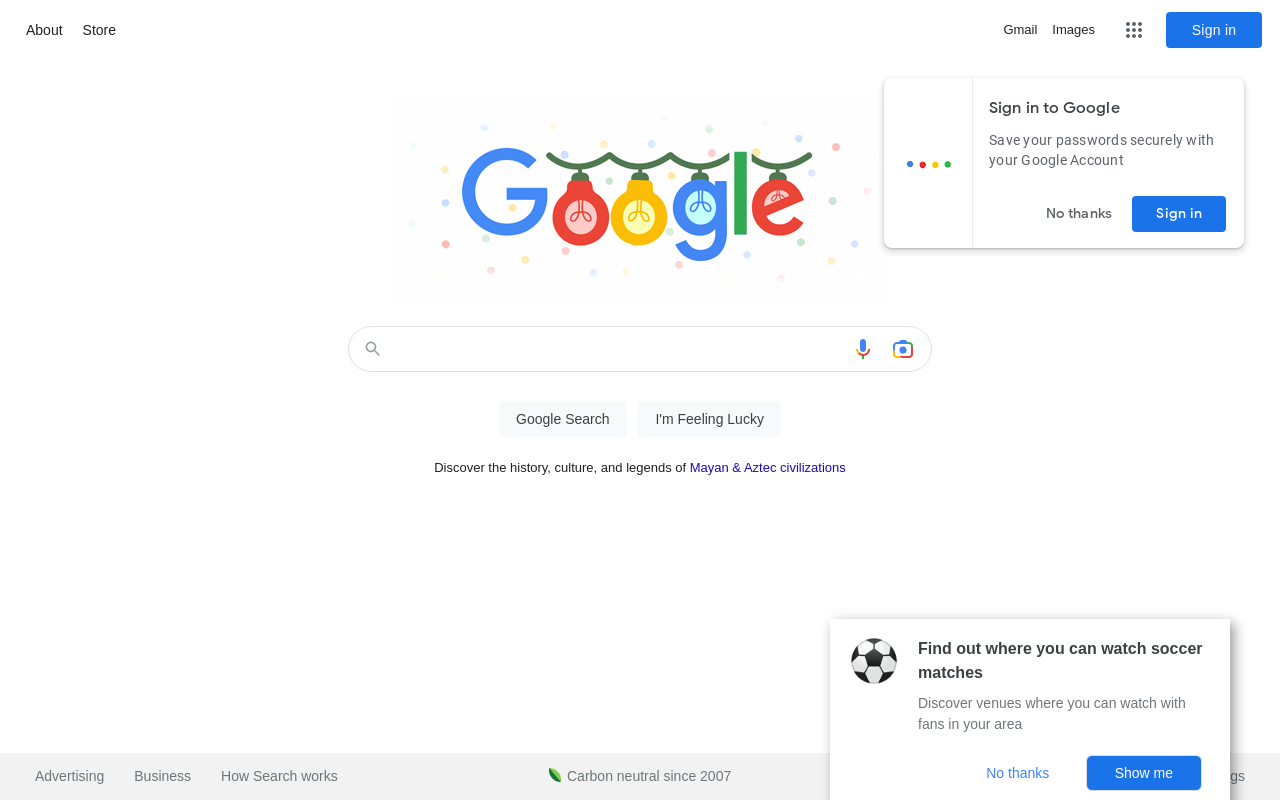 About Store
Gmail Images
Sign in
Google
Sign in to Google
Save your passwords securely with
your Google Account
No thanks
Sign in
Google Search
I'm Feeling Lucky
Discover the history, culture, and legends of Mayan & Aztec civilizations
Find out where you can watch soccer
matches
Discover venues where you can watch with
fans in your area
No thanks
Show me
Advertising Business How Search works
Carbon neutral since 2007
gs